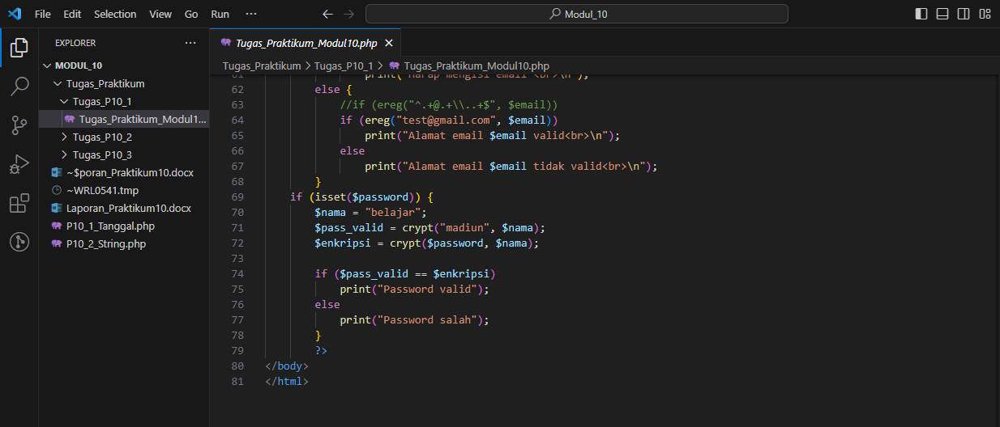 File Edit Selection View Go Run ··· Modul_10
EXPLORER ···
MODUL_10
Tugas_Praktikum
Tugas_P10_1
Tugas_Praktikum_Modul1...
Tugas_P10_2
Tugas_P10_3
~$poran_Praktikum10.docx
~WRL0541.tmp
Laporan_Praktikum10.docx
P10_1_Tanggal.php
P10_2_String.php
Tugas_Praktikum_Modul10.php
Tugas_Praktikum > Tugas_P10_1 > Tugas_Praktikum_Modul10.php
61 print("Harap mengisi email <br>\n");
62 else {
63 //if (ereg("^.+@.+\\..+$", $email))
64 if (ereg("test@gmail.com", $email))
65 print("Alamat email $email valid<br>\n");
66 else
67 print("Alamat email $email tidak valid<br>\n");
68 }
69 if (isset($password)) {
70 $nama = "belajar";
71 $pass_valid = crypt("madiun", $nama);
72 $enkripsi = crypt($password, $nama);
73
74 if ($pass_valid == $enkripsi)
75 print("Password valid");
76 else
77 print("Password salah");
78 }
79 ?>
80 </body>
81 </html>